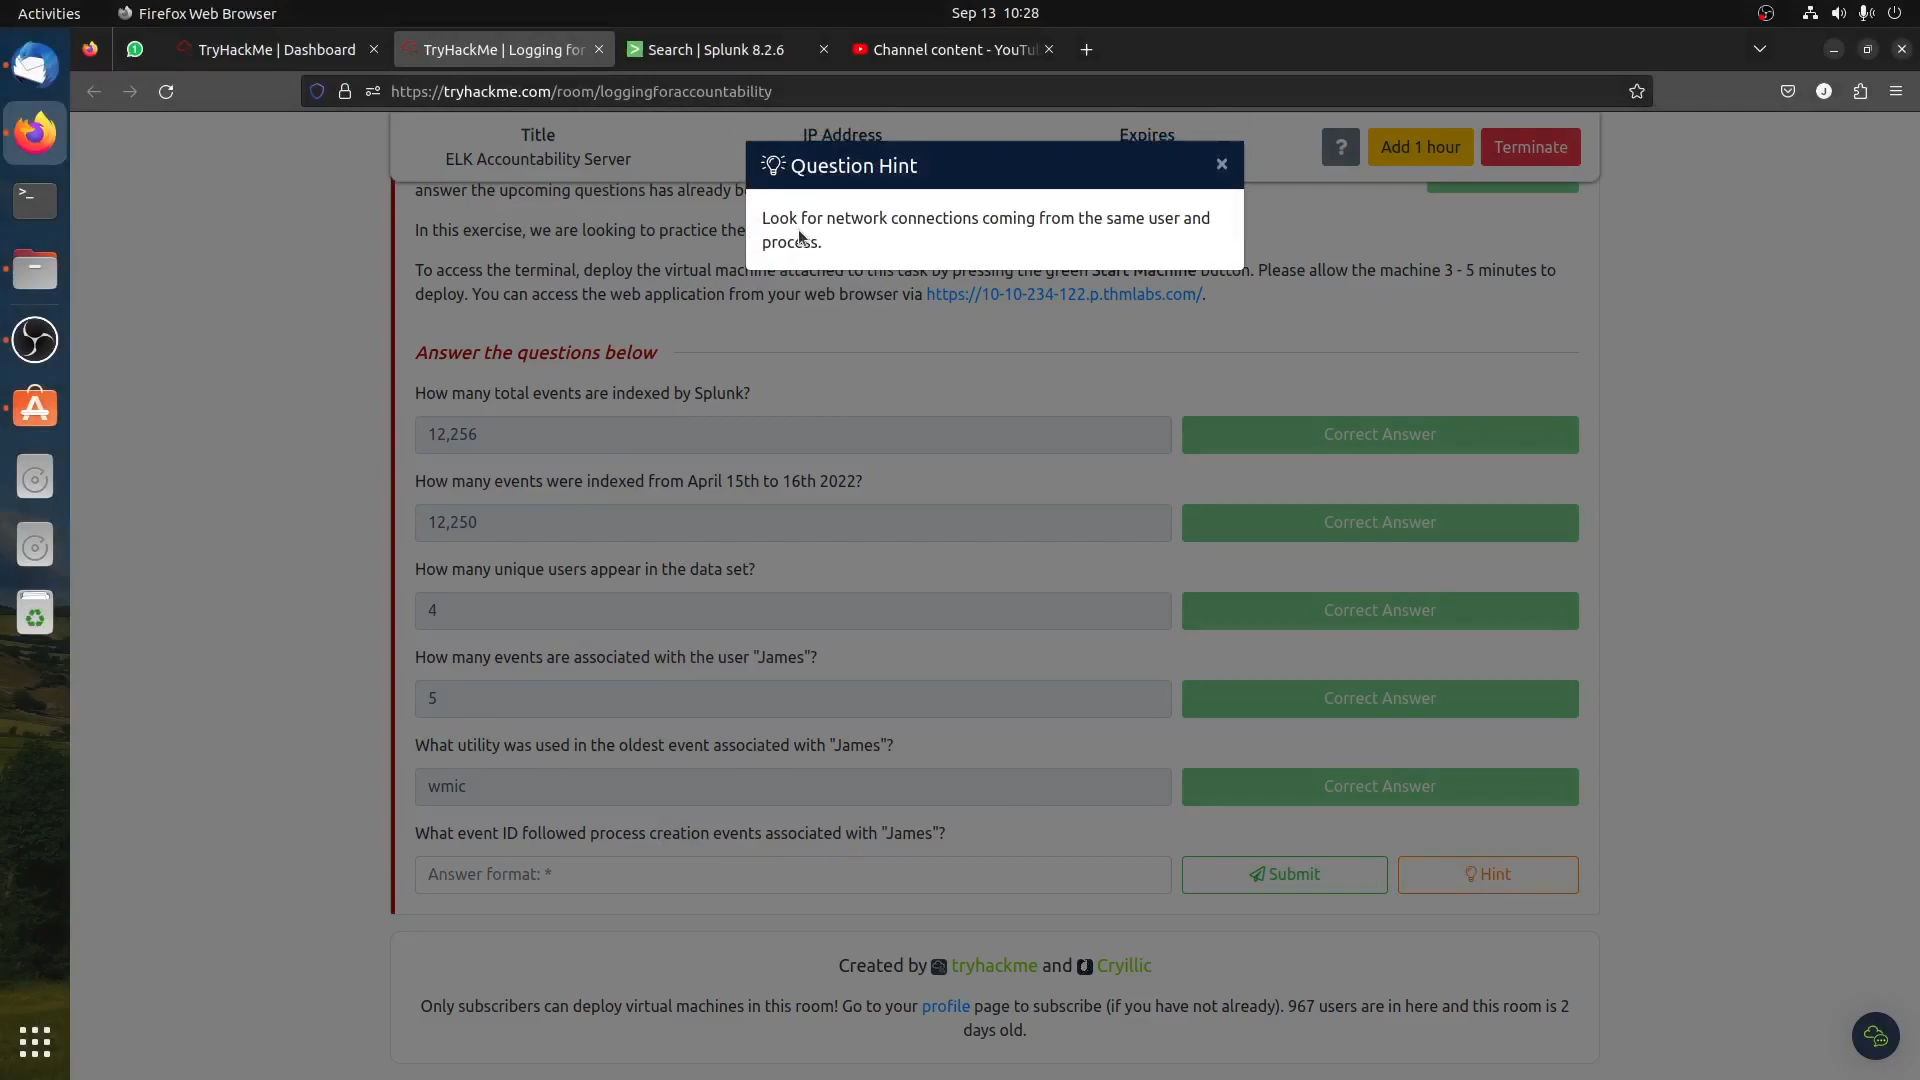 Activities
Firefox Web Browser
Sep 13 10:28
TryHackMe | Dashboard
TryHackMe | Logging for
Search | Splunk 8.2.6
Channel content - YouTu
https://tryhackme.com/room/loggingforaccountability
Title
IP Address
Expires
ELK Accountability Server
?
Add 1 hour
Terminate
Question Hint
Look for network connections coming from the same user and
process.
answer the upcoming questions has already b
In this exercise, we are looking to practice the
To access the terminal, deploy the virtual machine attached to this task by pressing the green Start Machine button. Please allow the machine 3 - 5 minutes to
deploy. You can access the web application from your web browser via https://10-10-234-122.p.thmlabs.com/.
Answer the questions below
How many total events are indexed by Splunk?
12,256
Correct Answer
How many events were indexed from April 15th to 16th 2022?
12,250
Correct Answer
How many unique users appear in the data set?
4
Correct Answer
How many events are associated with the user "James"?
5
Correct Answer
What utility was used in the oldest event associated with "James"?
wmic
Correct Answer
What event ID followed process creation events associated with "James"?
Answer format: *
Submit
Hint
Created by tryhackme and Cryillic
Only subscribers can deploy virtual machines in this room! Go to your profile page to subscribe (if you have not already). 967 users are in here and this room is 2
days old.